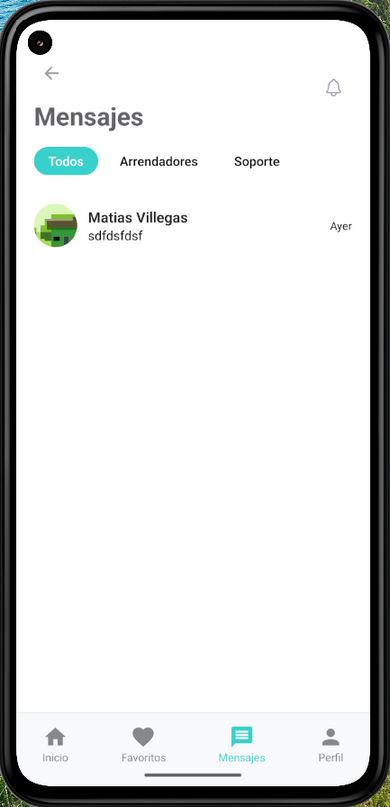 Mensajes
Todos Arrendadores Soporte
Matias Villegas
sdfdsfdsf
Ayer
Inicio Favoritos Mensajes Perfil